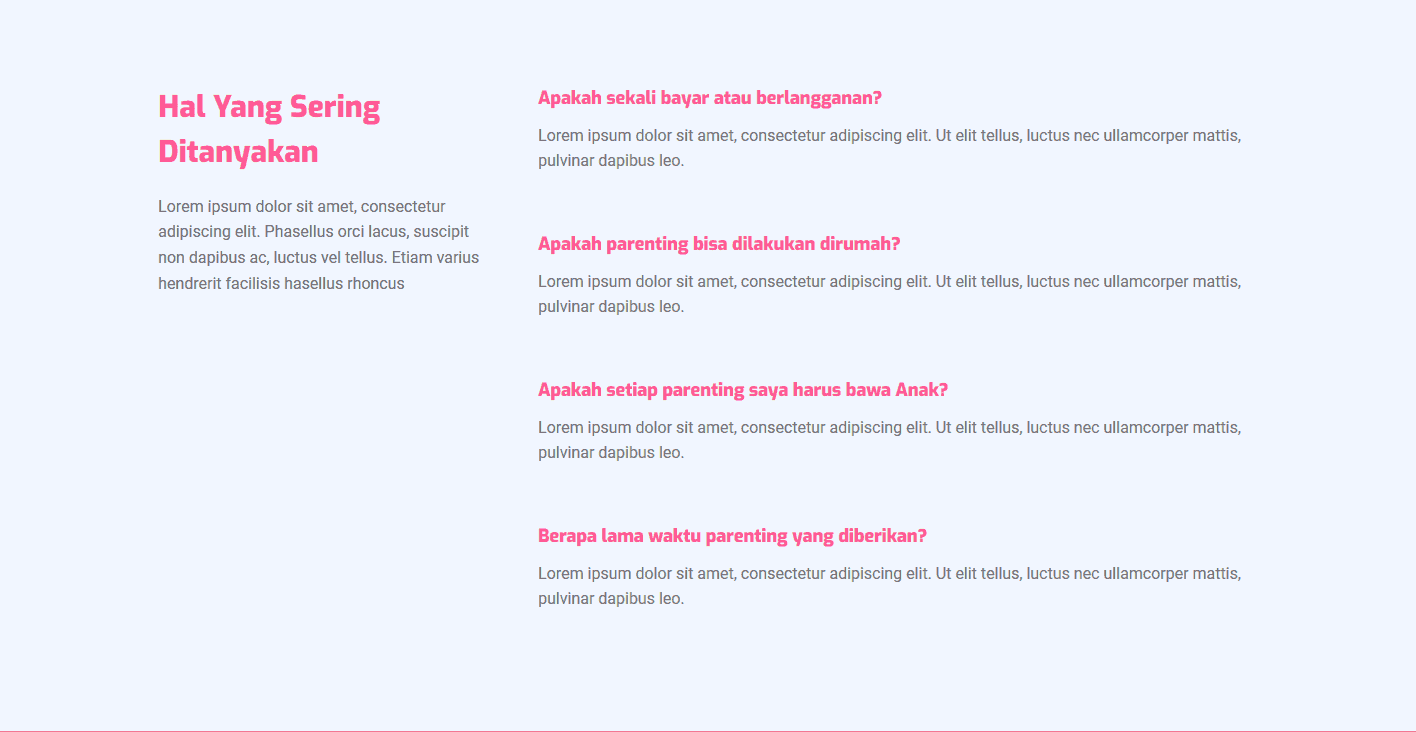 Hal Yang Sering
Ditanyakan
Lorem ipsum dolor sit amet, consectetur
adipiscing elit. Phasellus orci lacus, suscipit
non dapibus ac, luctus vel tellus. Etiam varius
hendrerit facilisis hasellus rhoncus
Apakah sekali bayar atau berlangganan?
Lorem ipsum dolor sit amet, consectetur adipiscing elit. Ut elit tellus, luctus nec ullamcorper mattis,
pulvinar dapibus leo.
Apakah parenting bisa dilakukan dirumah?
Lorem ipsum dolor sit amet, consectetur adipiscing elit. Ut elit tellus, luctus nec ullamcorper mattis,
pulvinar dapibus leo.
Apakah setiap parenting saya harus bawa Anak?
Lorem ipsum dolor sit amet, consectetur adipiscing elit. Ut elit tellus, luctus nec ullamcorper mattis,
pulvinar dapibus leo.
Berapa lama waktu parenting yang diberikan?
Lorem ipsum dolor sit amet, consectetur adipiscing elit. Ut elit tellus, luctus nec ullamcorper mattis,
pulvinar dapibus leo.